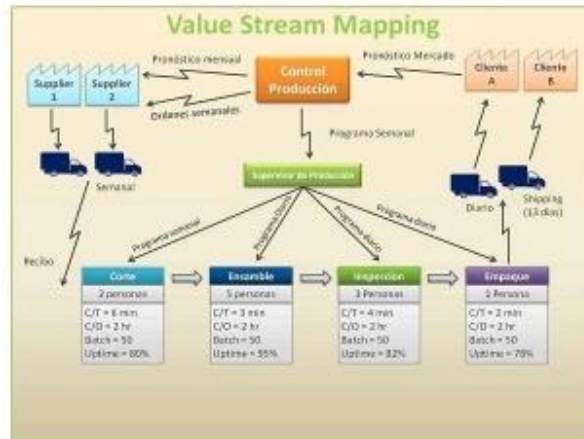 Value Stream Mapping
Pronóstico mensual
Pronóstico Mercado
Supplier
1
Supplier
2
Control
Producción
Cliente
A
Cliente
B
Ordenes semanales
Programa Semanal
Semanal
Supervisor de Producción
Diario
Shipping
(13 días)
Recibo
Programa semanal
Programa Diario
Programa diario
Programa diario
Corte
2 personas
C/T = 6 min
C/O = 2 hr
Batch = 50
Uptime = 80%
Ensamble
5 personas
C/T = 3 min
C/O = 2 hr
Batch = 50
Uptime = 95%
Inspeccion
3 Personas
C/T = 4 min
C/O = 2 hr
Batch = 50
Uptime = 82%
Empaque
1 Persona
C/T = 2 min
C/O = 2 hr
Batch = 50
Uptime = 78%